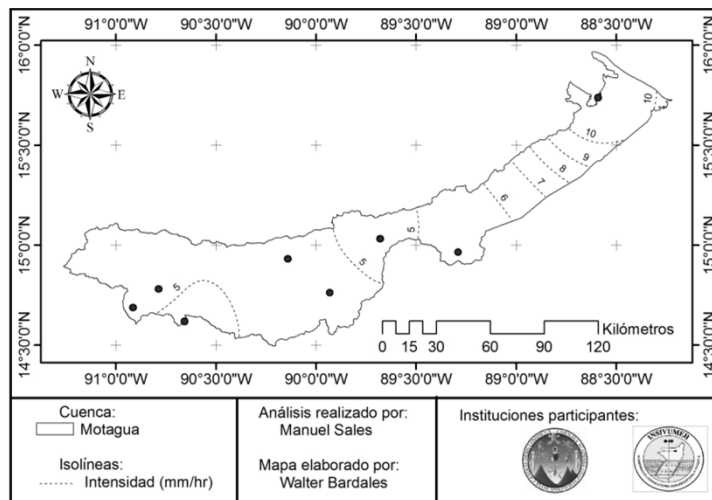 91°0'0"W 90°30'0"W 90°0'0"W 89°30'0"W 89°0'0"W 88°30'0"W
16°0'0"N
16°0'0"N
15°30'0"N
15°30'0"N
15°0'0"N
15°0'0"N
14°30'0"N
14°30'0"N
N
W E
S
10
10
9
8
7
6
5
5
5
Kilómetros
0 15 30 60 90 120
91°0'0"W 90°30'0"W 90°0'0"W 89°30'0"W 89°0'0"W 88°30'0"W
Cuenca:
Motagua
Isolíneas:
Intensidad (mm/hr)
Análisis realizado por:
Manuel Sales
Mapa elaborado por:
Walter Bardales
Instituciones participantes:
INSIVUMEH